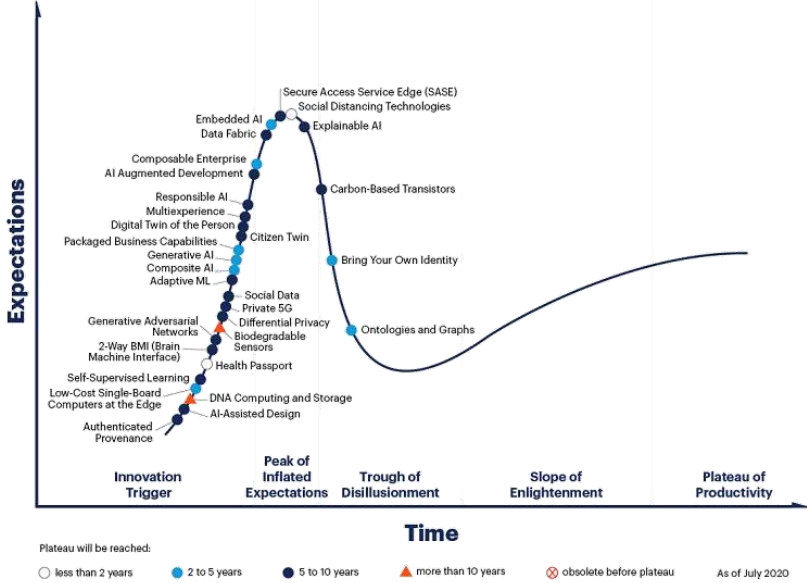 Secure Access Service Edge (SASE)
Social Distancing Technologies
Embedded AI
Explainable AI
Data Fabric
Composable Enterprise
AI Augmented Development
Carbon-Based Transistors
Responsible AI
Multiexperience
Digital Twin of the Person
Citizen Twin
Packaged Business Capabilities
Generative AI
Bring Your Own Identity
Composite AI
Adaptive ML
Social Data
Private 5G
Generative Adversarial
Networks
Differential Privacy
Ontologies and Graphs
Biodegradable
Sensors
2-Way BMI (Brain
Machine Interface)
Health Passport
Self-Supervised Learning
Low-Cost Single-Board
Computers at the Edge
DNA Computing and Storage
AI-Assisted Design
Authenticated
Provenance
Expectations
Innovation
Trigger
Peak of
Inflated
Expectations
Trough of
Disillusionment
Slope of
Enlightenment
Plateau of
Productivity
Time
Plateau will be reached:
less than 2 years
2 to 5 years
5 to 10 years
more than 10 years
obsolete before plateau
As of July 2020